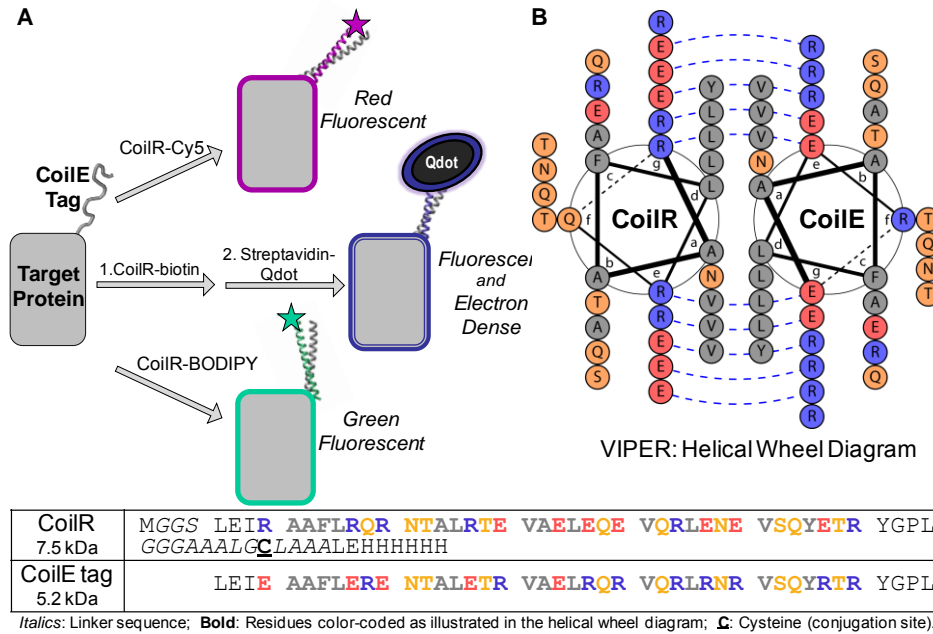 A
CoilE
Tag
Target
Protein
CoilR-Cy5
Red
Fluorescent
1.CoilR-biotin
2. Streptavidin-
Qdot
Qdot
Fluorescen
and
Electron
Dense
CoilR-BODIPY
Green
Fluorescent
B
R E E E R R
Q R E A F
T N Q T Q
A T A Q S
R R E E E
Y L L L L
A N V V V
CoilR
g
c
d
f
a
b
e
V V V N A
R R R E E
S Q A T A
R T Q N T
L L L L Y
E E R R R R
F A E R Q
CoilE
e
b
a
f
d
c
g
VIPER: Helical Wheel Diagram
CoilR
7.5 kDa
MGGS LEIR AAFLRQR NTALRTE VAELEQE VQRLENE VSQYETR YGPL
GGGAAALGCLAAALEHHHHHH
CoilE tag
5.2 kDa
LEIE AAFLERE NTALETR VAELRQR VQRLRNR VSQYRTR YGPL
Italics: Linker sequence; Bold: Residues color-coded as illustrated in the helical wheel diagram; C: Cysteine (conjugation site).